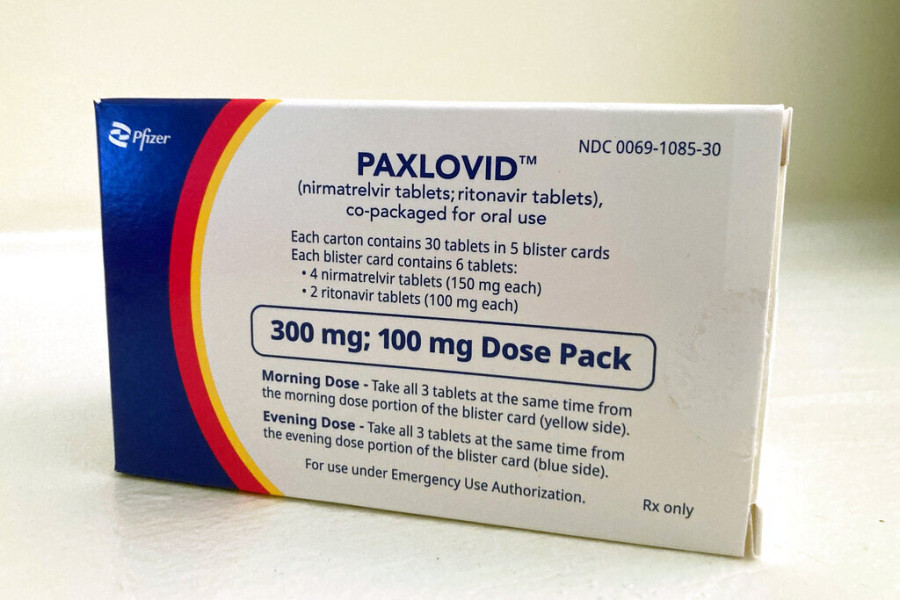 Pfizer
NDC 0069-1085-30
PAXLOVID™
(nirmatrelvir tablets; ritonavir tablets),
co-packaged for oral use
Each carton contains 30 tablets in 5 blister cards
Each blister card contains 6 tablets:
• 4 nirmatrelvir tablets (150 mg each)
• 2 ritonavir tablets (100 mg each)
300 mg; 100 mg Dose Pack
Morning Dose - Take all 3 tablets at the same time from
the morning dose portion of the blister card (yellow side).
Evening Dose - Take all 3 tablets at the same time from
the evening dose portion of the blister card (blue side).
For use under Emergency Use Authorization.
Rx only